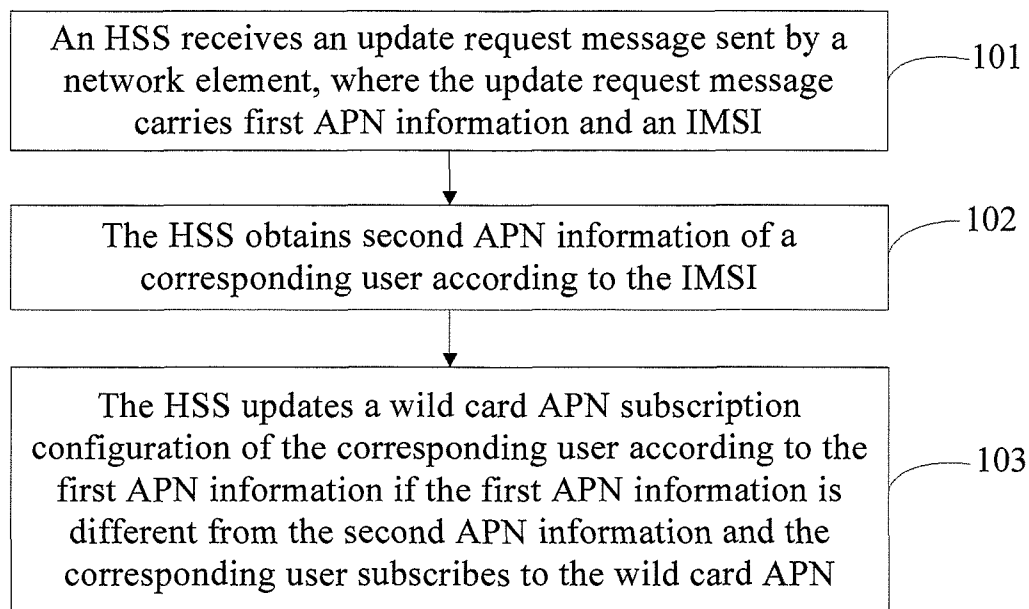 An HSS receives an update request message sent by a
network element, where the update request message
carries first APN information and an IMSI
101
The HSS obtains second APN information of a
corresponding user according to the IMSI
102
The HSS updates a wild card APN subscription
configuration of the corresponding user according to the
first APN information if the first APN information is
different from the second APN information and the
corresponding user subscribes to the wild card APN
103